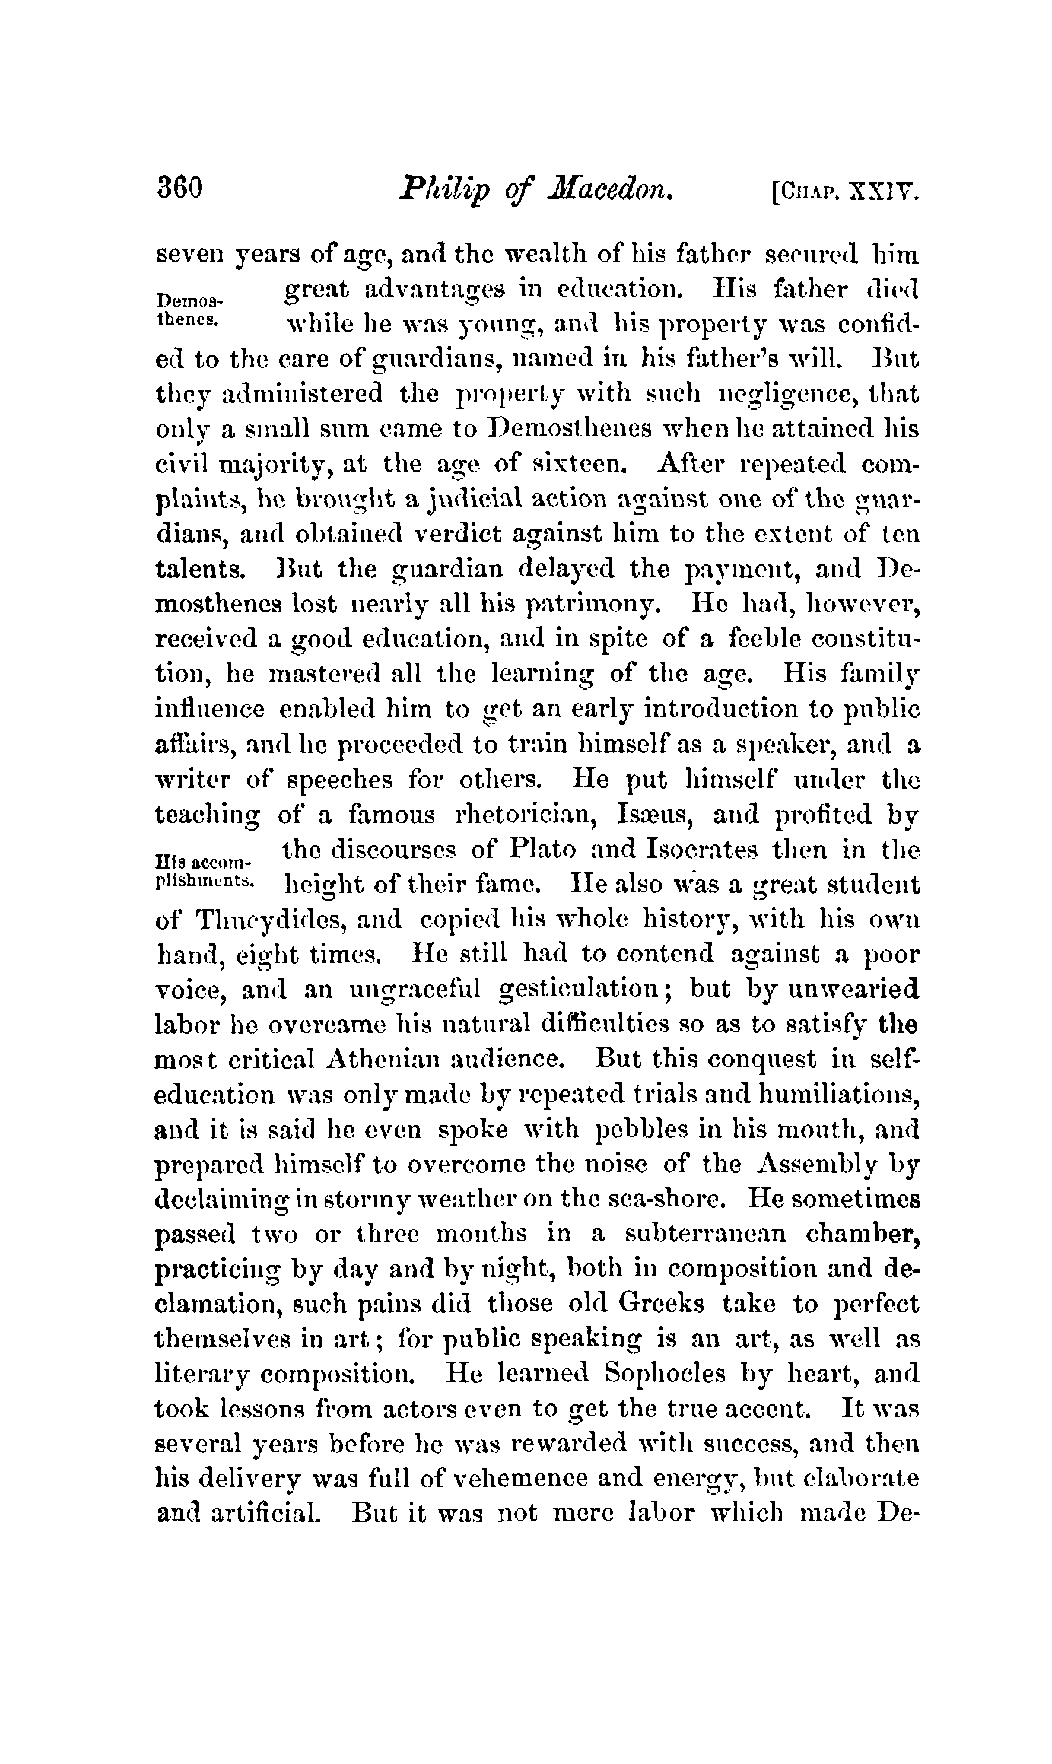 360 Philip of Macedon. [CHAP. XXIV.
seven years of age, and the wealth of his father secured him
Demos-
thenes.
great advantages in education. His father died
while he was young, and his property was confid-
ed to the care of guardians, named in his father's will. But
they administered the property with such negligence, that
only a small sum came to Demosthenes when he attained his
civil majority, at the age of sixteen. After repeated com-
plaints, he brought a judicial action against one of the guar-
dians, and obtained verdict against him to the extent of ten
talents. But the guardian delayed the payment, and De-
mosthenes lost nearly all his patrimony. He had, however,
received a good education, and in spite of a feeble constitu-
tion, he mastered all the learning of the age. His family
influence enabled him to get an early introduction to public
affairs, and he proceeded to train himself as a speaker, and a
writer of speeches for others. He put himself under the
teaching of a famous rhetorician, Isæus, and profited by
His accom-
plishments.
the discourses of Plato and Isocrates then in the
height of their fame. He also was a great student
of Thucydides, and copied his whole history, with his own
hand, eight times. He still had to contend against a poor
voice, and an ungraceful gesticulation; but by unwearied
labor he overcame his natural difficulties so as to satisfy the
most critical Athenian audience. But this conquest in self-
education was only made by repeated trials and humiliations,
and it is said he even spoke with pebbles in his mouth, and
prepared himself to overcome the noise of the Assembly by
declaiming in stormy weather on the sea-shore. He sometimes
passed two or three months in a subterranean chamber,
practicing by day and by night, both in composition and de-
clamation, such pains did those old Greeks take to perfect
themselves in art; for public speaking is an art, as well as
literary composition. He learned Sophocles by heart, and
took lessons from actors even to get the true accent. It was
several years before he was rewarded with success, and then
his delivery was full of vehemence and energy, but elaborate
and artificial. But it was not mere labor which made De-